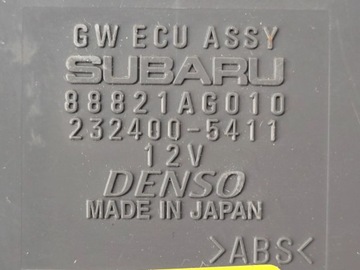 GW ECU ASSY
SUBARU
88821AG010
232400-5411
12V
DENSO
MADE IN JAPAN
>ABS<